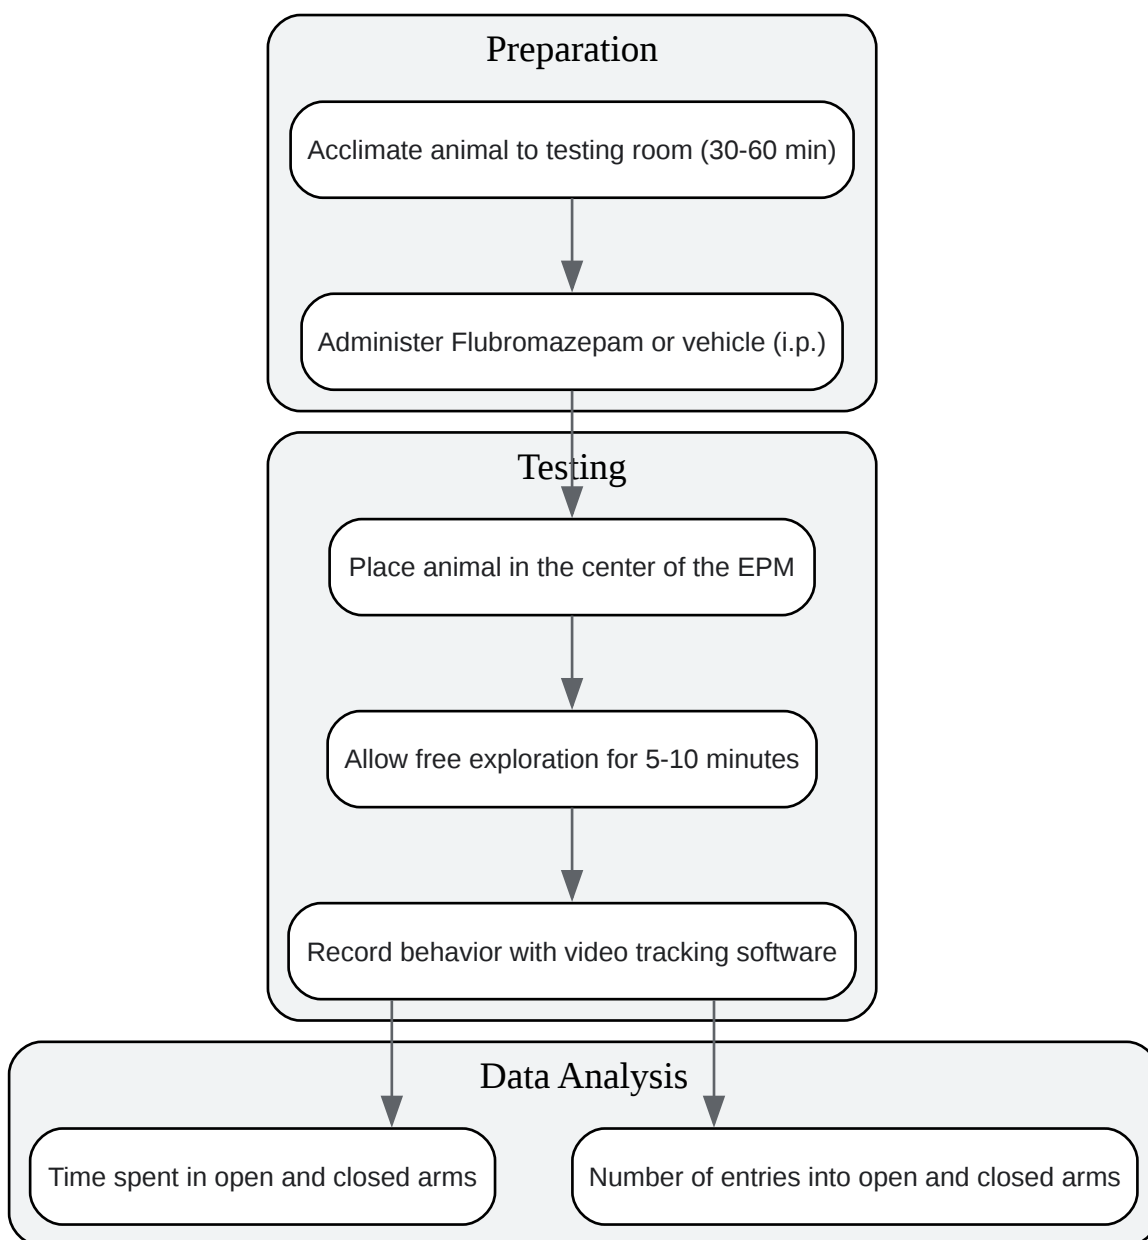 Preparation
Acclimate animal to testing room (30-60 min)
Administer Flubromazepam or vehicle (i.p.)
Testing
Place animal in the center of the EPM
Allow free exploration for 5-10 minutes
Record behavior with video tracking software
Data Analysis
Time spent in open and closed arms
Number of entries into open and closed arms